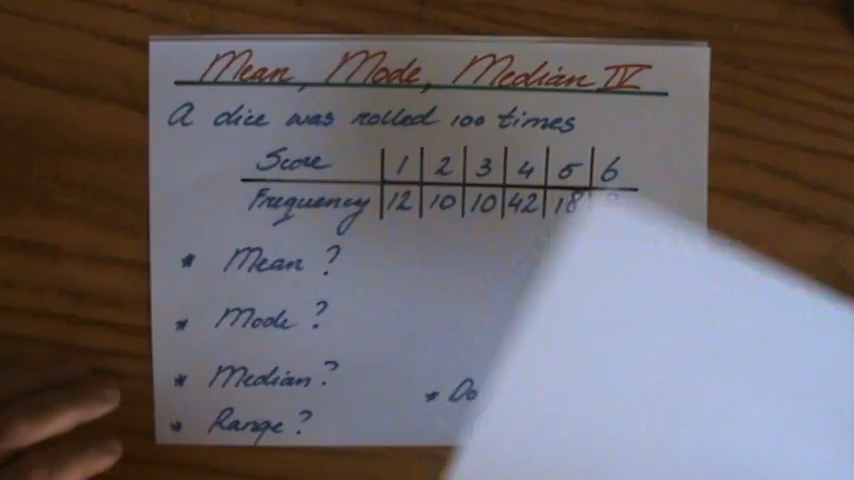 Mean, Mode, Median IV
A dice was rolled 100 times
Score 1 2 3 4 5 6
Frequency 12 10 10 42 18
* Mean ?
* Mode ?
* Median ?
* Do
* Range ?